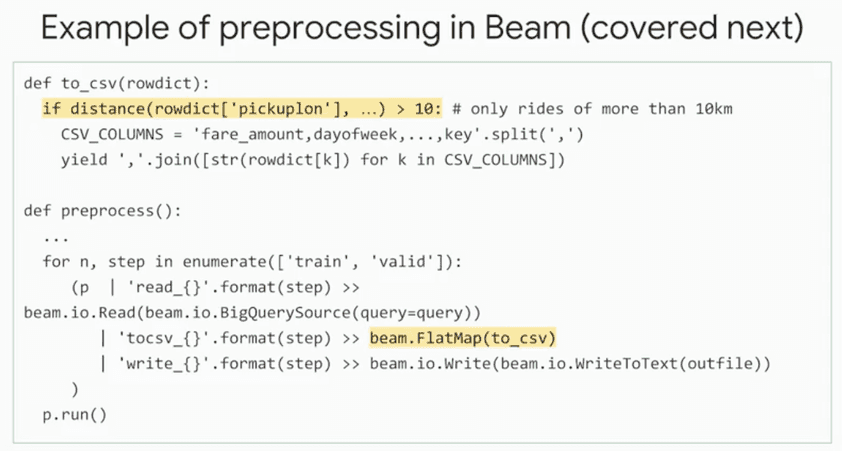 Example of preprocessing in Beam (covered next)
def to_csv(rowdict):
  if distance(rowdict['pickuplon'], …) > 10: # only rides of more than 10km
    CSV_COLUMNS = 'fare_amount,dayofweek,...,key'.split(',')
    yield ','.join([str(rowdict[k]) for k in CSV_COLUMNS])
def preprocess():
  ...
  for n, step in enumerate(['train', 'valid']):
     (p  | 'read_{}'.format(step) >>
beam.io.Read(beam.io.BigQuerySource(query=query))
        | 'tocsv_{}'.format(step) >> beam.FlatMap(to_csv)
        | 'write_{}'.format(step) >> beam.io.Write(beam.io.WriteToText(outfile))
     )
  p.run()